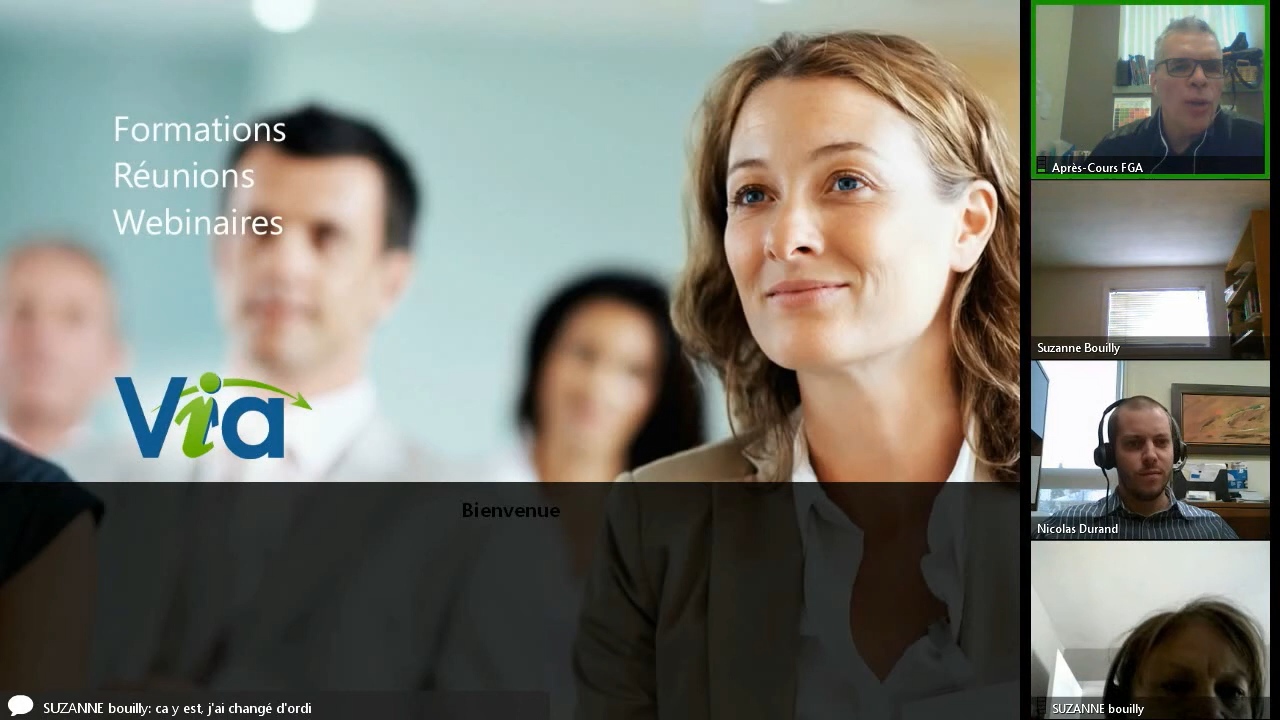 Formations
Réunions
Webinaires
Via
Bienvenue
SUZANNE bouilly: ca y est, j'ai changé d'ordi
Après-Cours FGA
Suzanne Bouilly
Nicolas Durand
SUZANNE bouilly